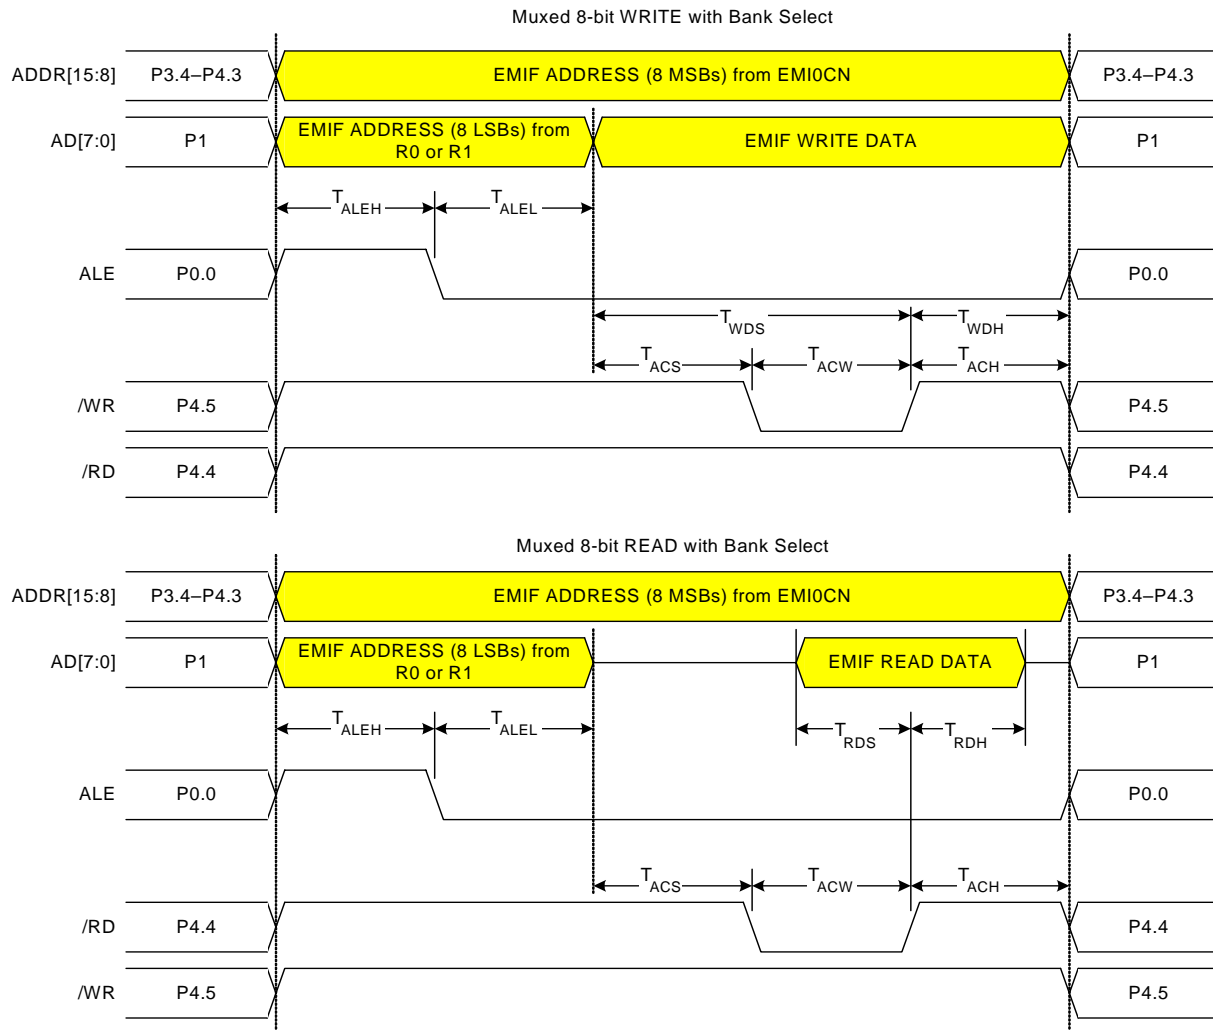 Muxed 8-bit WRITE with Bank Select
ADDR[15:8] P3.4–P4.3 EMIF ADDRESS (8 MSBs) from EMI0CN P3.4–P4.3
AD[7:0] P1 EMIF ADDRESS (8 LSBs) from R0 or R1 EMIF WRITE DATA P1
TALEH TALEL
ALE P0.0 P0.0
TWDS TWDH
TACS TACW TACH
/WR P4.5 P4.5
/RD P4.4 P4.4
Muxed 8-bit READ with Bank Select
ADDR[15:8] P3.4–P4.3 EMIF ADDRESS (8 MSBs) from EMI0CN P3.4–P4.3
AD[7:0] P1 EMIF ADDRESS (8 LSBs) from R0 or R1 EMIF READ DATA P1
TALEH TALEL TRDS TRDH
ALE P0.0 P0.0
TACS TACW TACH
/RD P4.4 P4.4
/WR P4.5 P4.5